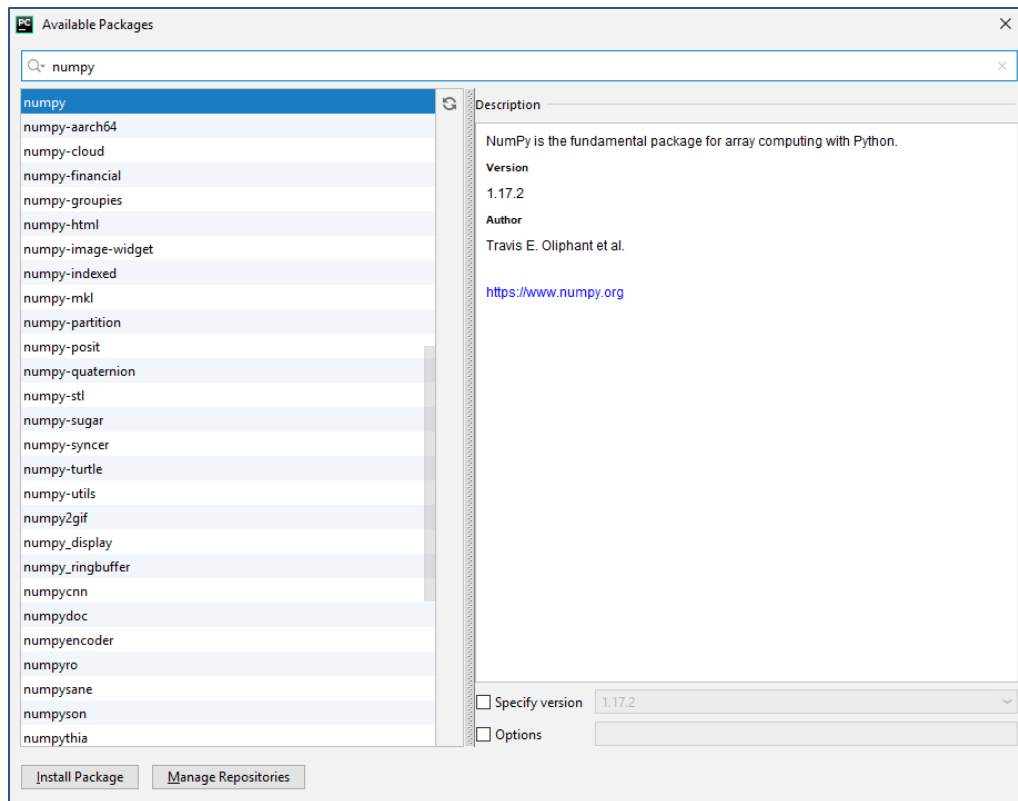 PC Available Packages
numpy
numpy
numpy-aarch64
numpy-cloud
numpy-financial
numpy-groupies
numpy-html
numpy-image-widget
numpy-indexed
numpy-mkl
numpy-partition
numpy-posit
numpy-quaternion
numpy-stl
numpy-sugar
numpy-syncer
numpy-turtle
numpy-utils
numpy2gif
numpy_display
numpy_ringbuffer
numpycnn
numpydoc
numpyencoder
numpyro
numpysane
numpyson
numpythia
Description
NumPy is the fundamental package for array computing with Python.
Version
1.17.2
Author
Travis E. Oliphant et al.
https://www.numpy.org
Specify version 1.17.2
Options
Install Package Manage Repositories